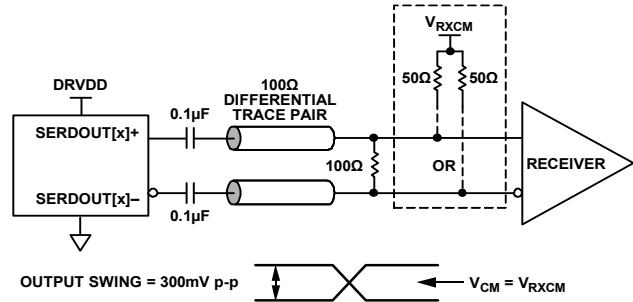 V_RXCM
DRVDD
100Ω
DIFFERENTIAL
TRACE PAIR
50Ω
50Ω
0.1µF
SERDOUT[x]+
100Ω
OR
RECEIVER
SERDOUT[x]–
0.1µF
OUTPUT SWING = 300mV p-p
V_CM = V_RXCM